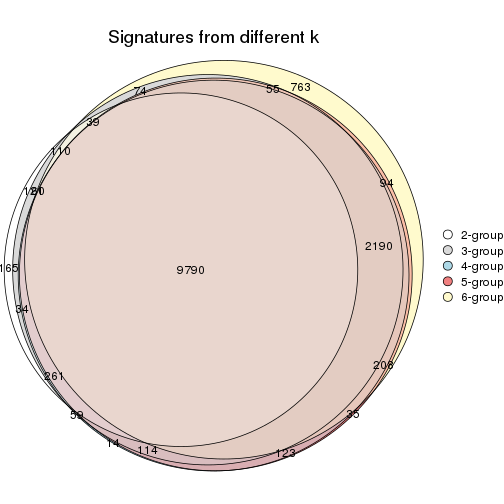 Signatures from different k
74
55
763
39
110
94
2190
165
9790
34
208
261
59
35
14
114
123
2-group
3-group
4-group
5-group
6-group